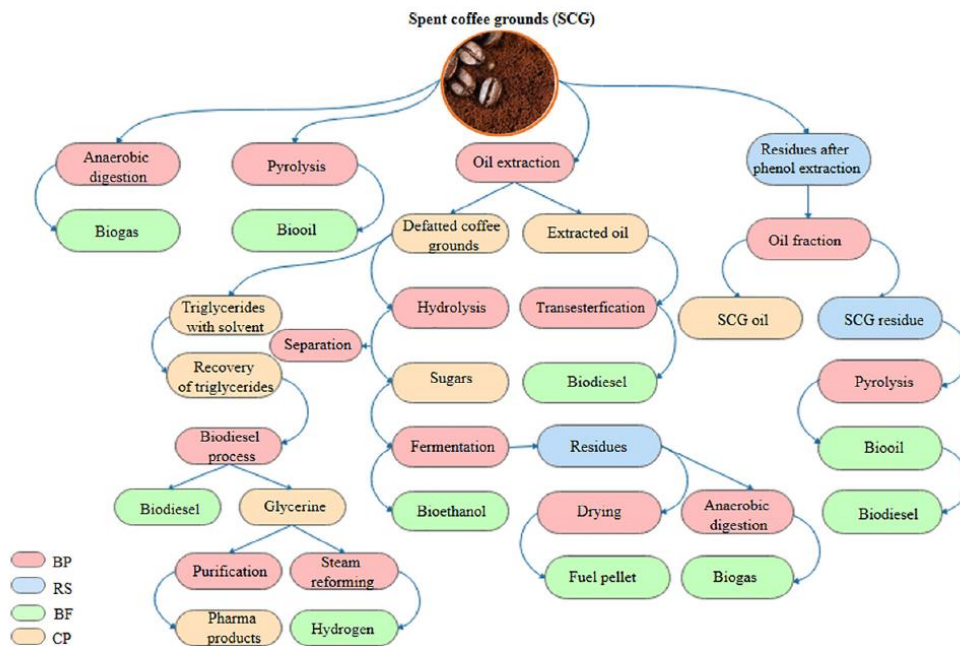 Spent coffee grounds (SCG)
Anaerobic
digestion
Pyrolysis
Oil extraction
Residues after
phenol extraction
Biogas
Biooil
Defatted coffee
grounds
Extracted oil
Oil fraction
Triglycerides
with solvent
Hydrolysis
Transesterfication
SCG oil
SCG residue
Separation
Recovery
of triglycerides
Sugars
Biodiesel
Pyrolysis
Biodiesel
process
Fermentation
Residues
Biooil
Biodiesel
Glycerine
Bioethanol
Drying
Anaerobic
digestion
Biodiesel
Purification
Steam
reforming
Fuel pellet
Biogas
Pharma
products
Hydrogen
BP
RS
BF
CP